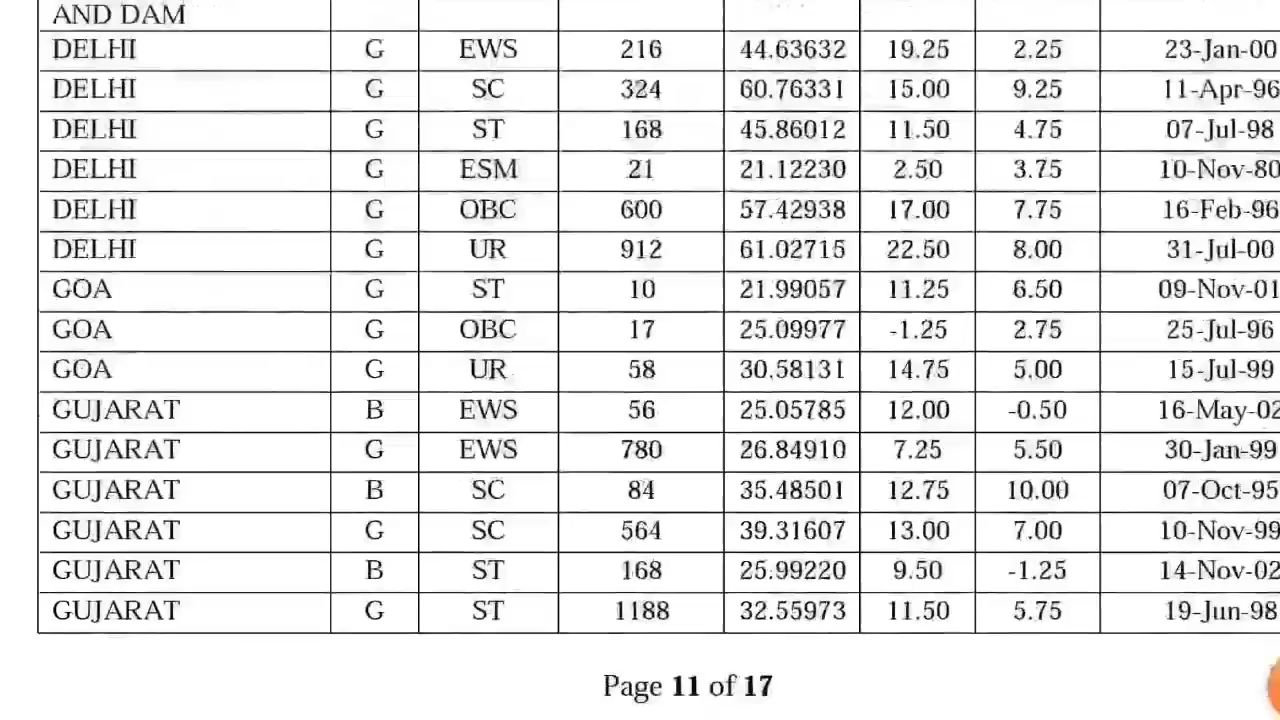 AND DAM
DELHI G EWS 216 44.63632 19.25 2.25 23-Jan-00
DELHI G SC 324 60.76331 15.00 9.25 11-Apr-96
DELHI G ST 168 45.86012 11.50 4.75 07-Jul-98
DELHI G ESM 21 21.12230 2.50 3.75 10-Nov-80
DELHI G OBC 600 57.42938 17.00 7.75 16-Feb-96
DELHI G UR 912 61.02715 22.50 8.00 31-Jul-00
GOA G ST 10 21.99057 11.25 6.50 09-Nov-01
GOA G OBC 17 25.09977 -1.25 2.75 25-Jul-96
GOA G UR 58 30.58131 14.75 5.00 15-Jul-99
GUJARAT B EWS 56 25.05785 12.00 -0.50 16-May-02
GUJARAT G EWS 780 26.84910 7.25 5.50 30-Jan-99
GUJARAT B SC 84 35.48501 12.75 10.00 07-Oct-95
GUJARAT G SC 564 39.31607 13.00 7.00 10-Nov-99
GUJARAT B ST 168 25.99220 9.50 -1.25 14-Nov-02
GUJARAT G ST 1188 32.55973 11.50 5.75 19-Jun-98
Page 11 of 17